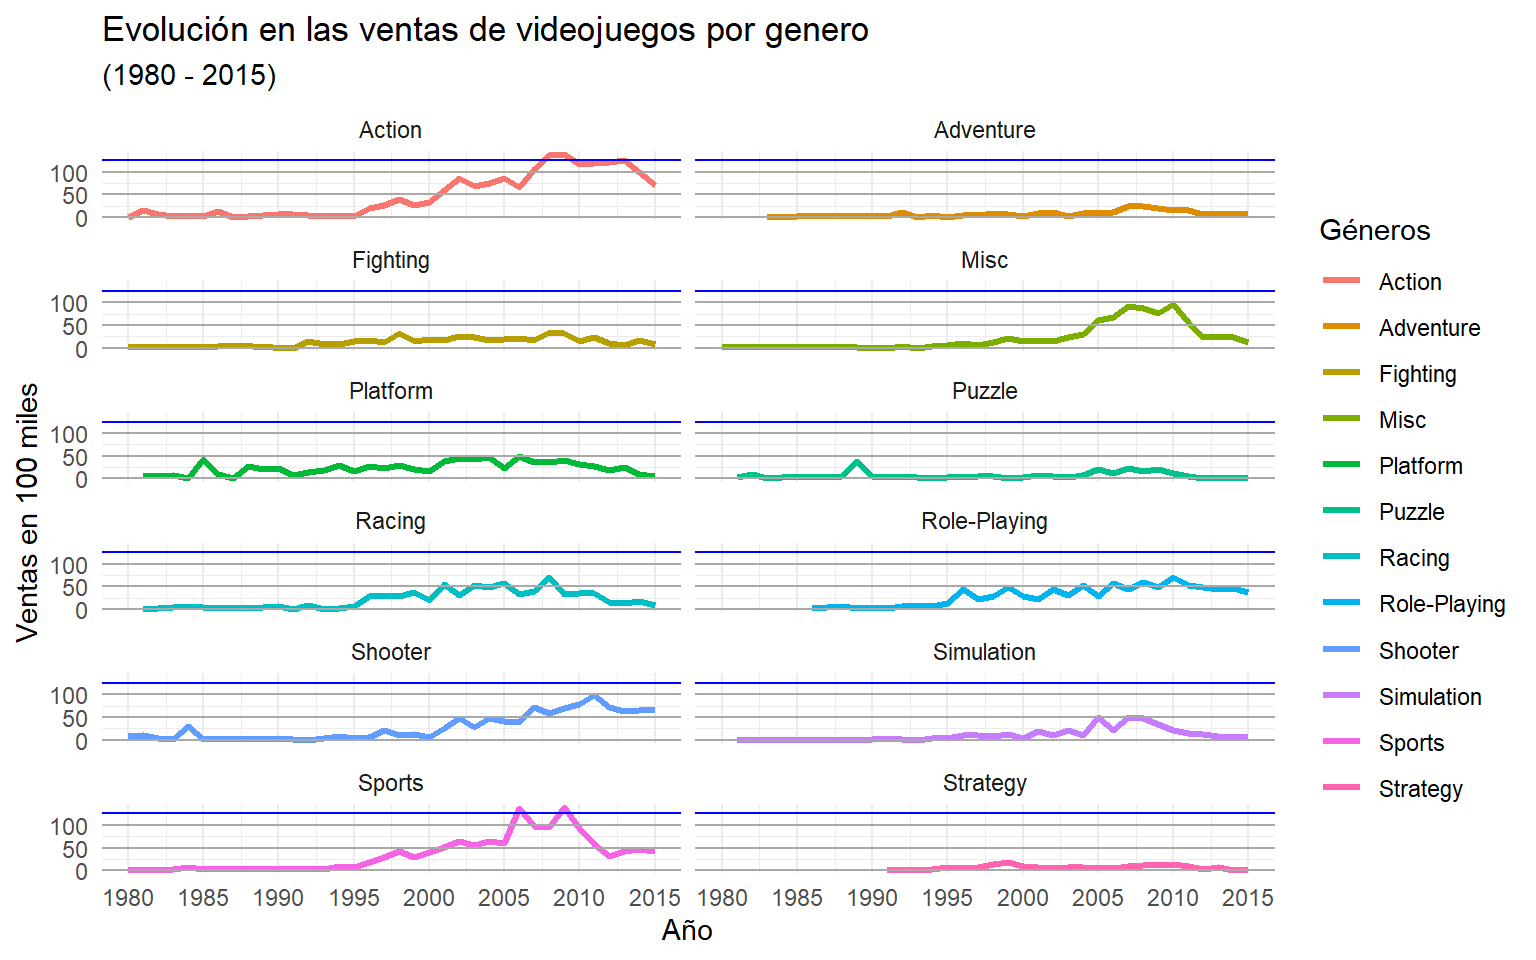 Evolución en las ventas de videojuegos por genero
(1980 - 2015)
Action Adventure
100
50
0
Fighting Misc
100
50
0
Platform Puzzle
100
50
0
Racing Role-Playing
100
50
0
Shooter Simulation
100
50
0
Sports Strategy
100
50
0
1980 1985 1990 1995 2000 2005 2010 2015 1980 1985 1990 1995 2000 2005 2010 2015
Año
Ventas en 100 miles
Géneros
Action
Adventure
Fighting
Misc
Platform
Puzzle
Racing
Role-Playing
Shooter
Simulation
Sports
Strategy